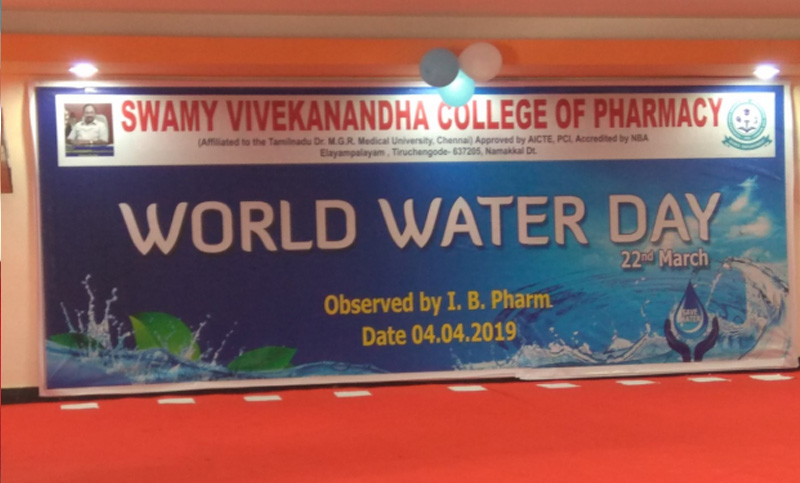 SWAMY VIVEKANANDHA COLLEGE OF PHARMACY
(Affiliated to the Tamilnadu Dr. M.G.R. Medical University, Chennai) Approved by AICTE, PCI, Accredited by NBA
Elayampalayam , Tiruchengode- 637205, Namakkal Dt.
WORLD WATER DAY
22nd March
Observed by I. B. Pharm
Date 04.04.2019
SAVE
WATER